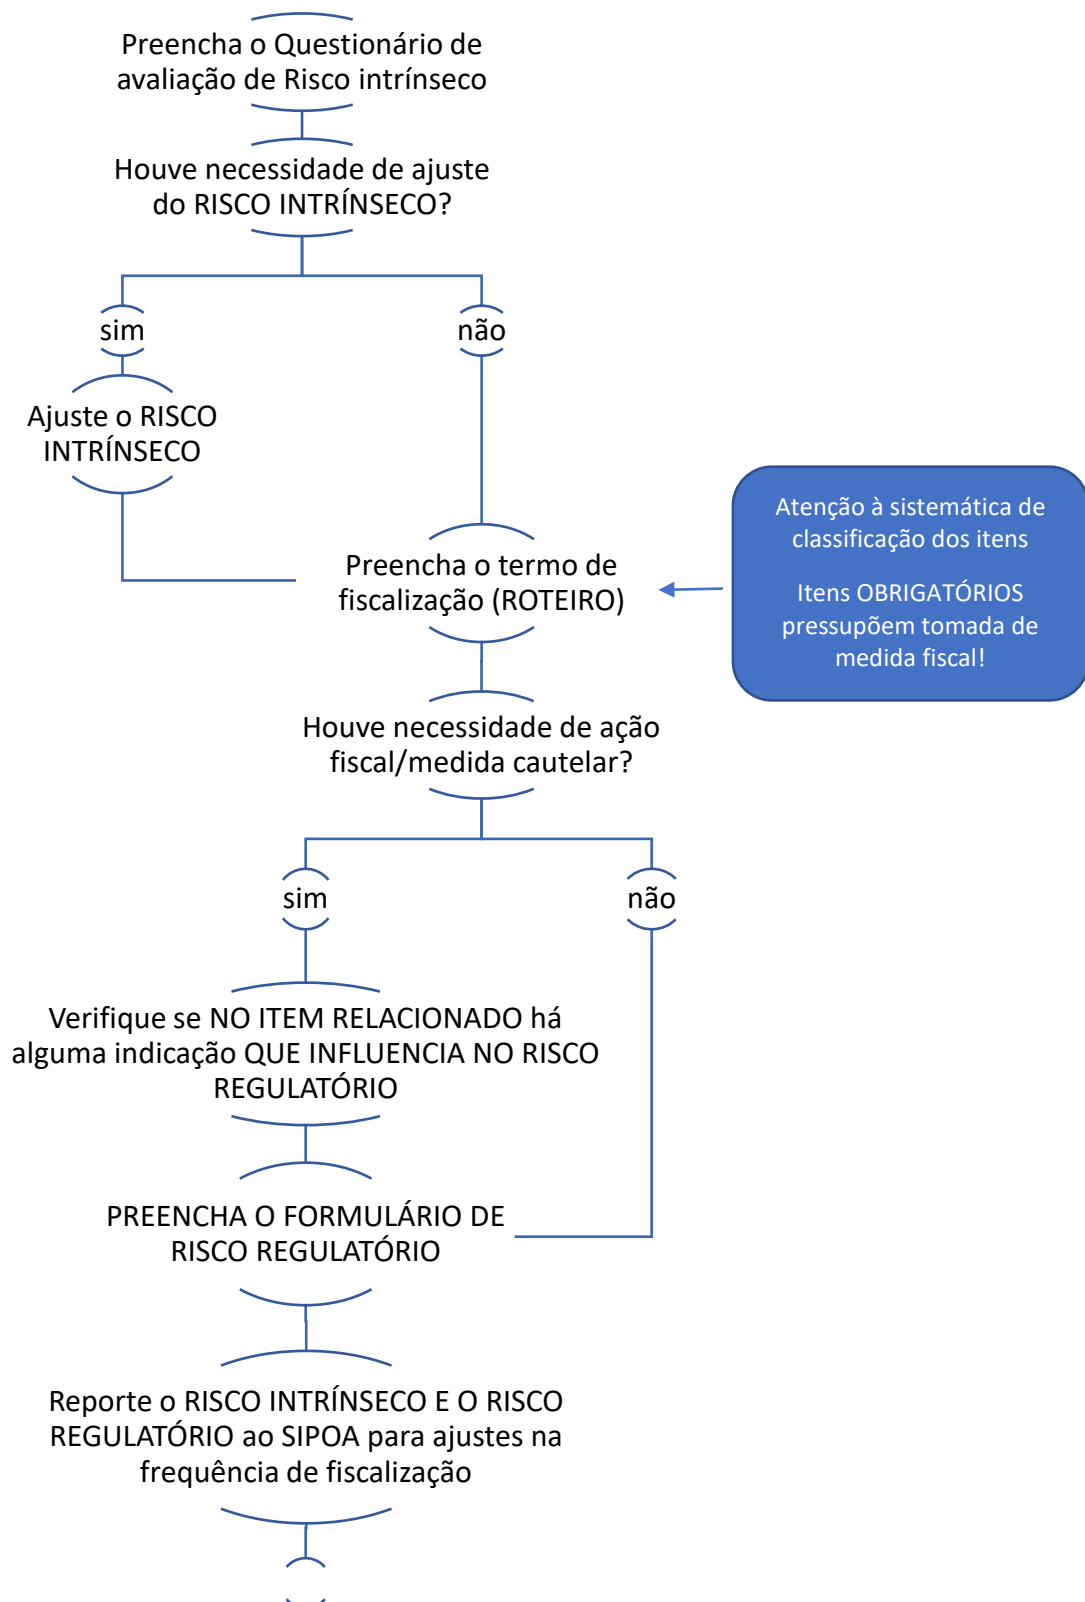 Preencha o Questionário de
avaliação de Risco intrínseco
Houve necessidade de ajuste
do RISCO INTRÍNSECO?
sim
não
Ajuste o RISCO
INTRÍNSECO
Atenção à sistemática de
classificação dos itens
Itens OBRIGATÓRIOS
pressupõem tomada de
medida fiscal!
Preencha o termo de
fiscalização (ROTEIRO)
Houve necessidade de ação
fiscal/medida cautelar?
sim
não
Verifique se NO ITEM RELACIONADO há
alguma indicação QUE INFLUENCIA NO RISCO
REGULATÓRIO
PREENCHA O FORMULÁRIO DE
RISCO REGULATÓRIO
Reporte o RISCO INTRÍNSECO E O RISCO
REGULATÓRIO ao SIPOA para ajustes na
frequência de fiscalização